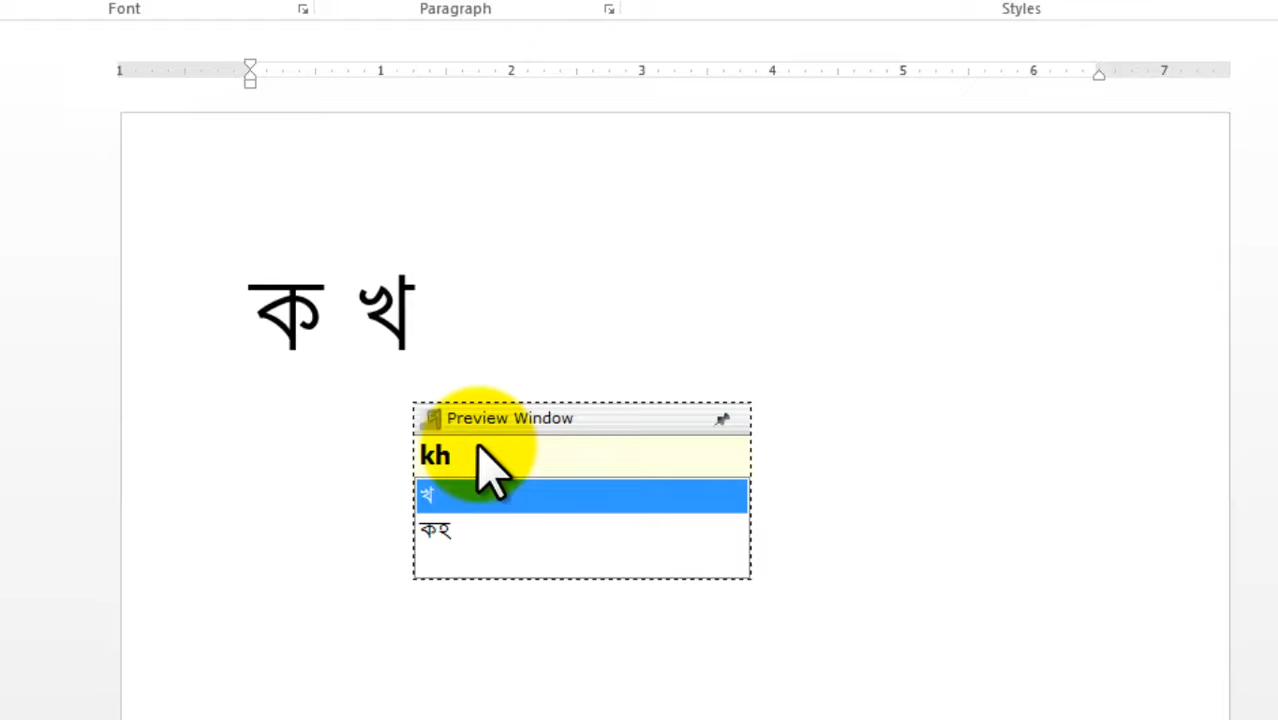 Font Paragraph Styles
1 1 2 3 4 5 6 7
ক খ
Preview Window
kh
খ
কহ